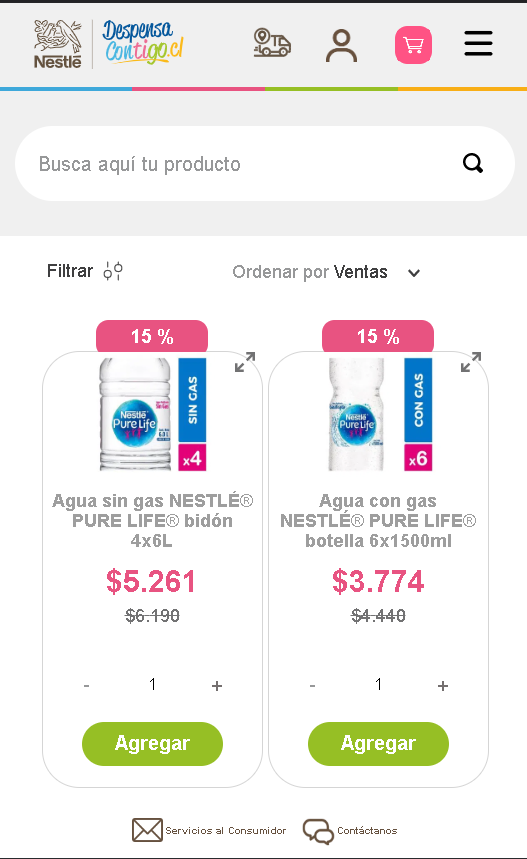 Nestlé
Despensa
Contigo.cl
Busca aquí tu producto
Filtrar
Ordenar por Ventas
15 %
Nestlé
PURE LIFE
SIN GAS
x4
Agua sin gas NESTLÉ®
PURE LIFE® bidón
4x6L
$5.261
$6.190
- 1 +
Agregar
15 %
Nestlé
PURE LIFE
CON GAS
x6
Agua con gas
NESTLÉ® PURE LIFE®
botella 6x1500ml
$3.774
$4.440
- 1 +
Agregar
Servicios al Consumidor
Contáctanos